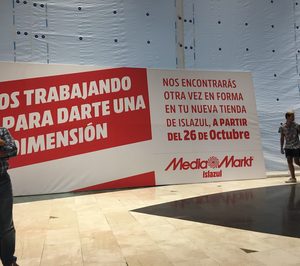 OS TRABAJANDO
PARA DARTE UNA
DIMENSIÓN
NOS ENCONTRARÁS
OTRA VEZ EN FORMA
EN TU NUEVA TIENDA
DE ISLAZUL, A PARTIR
DEL 26 DE Octubre
MediaMarkt
islazul